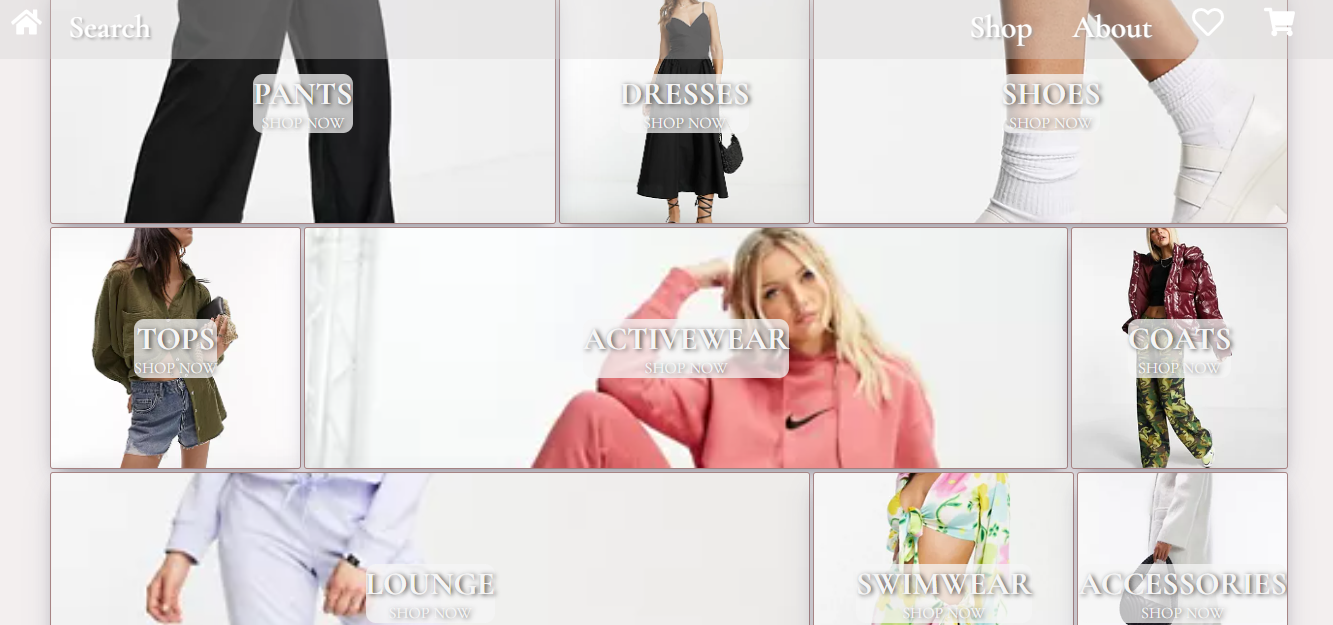 Search
Shop
About
PANTS
SHOP NOW
DRESSES
SHOP NOW
SHOES
SHOP NOW
TOPS
SHOP NOW
ACTIVEWEAR
SHOP NOW
COATS
SHOP NOW
LOUNGE
SHOP NOW
SWIMWEAR
SHOP NOW
ACCESSORIES
SHOP NOW